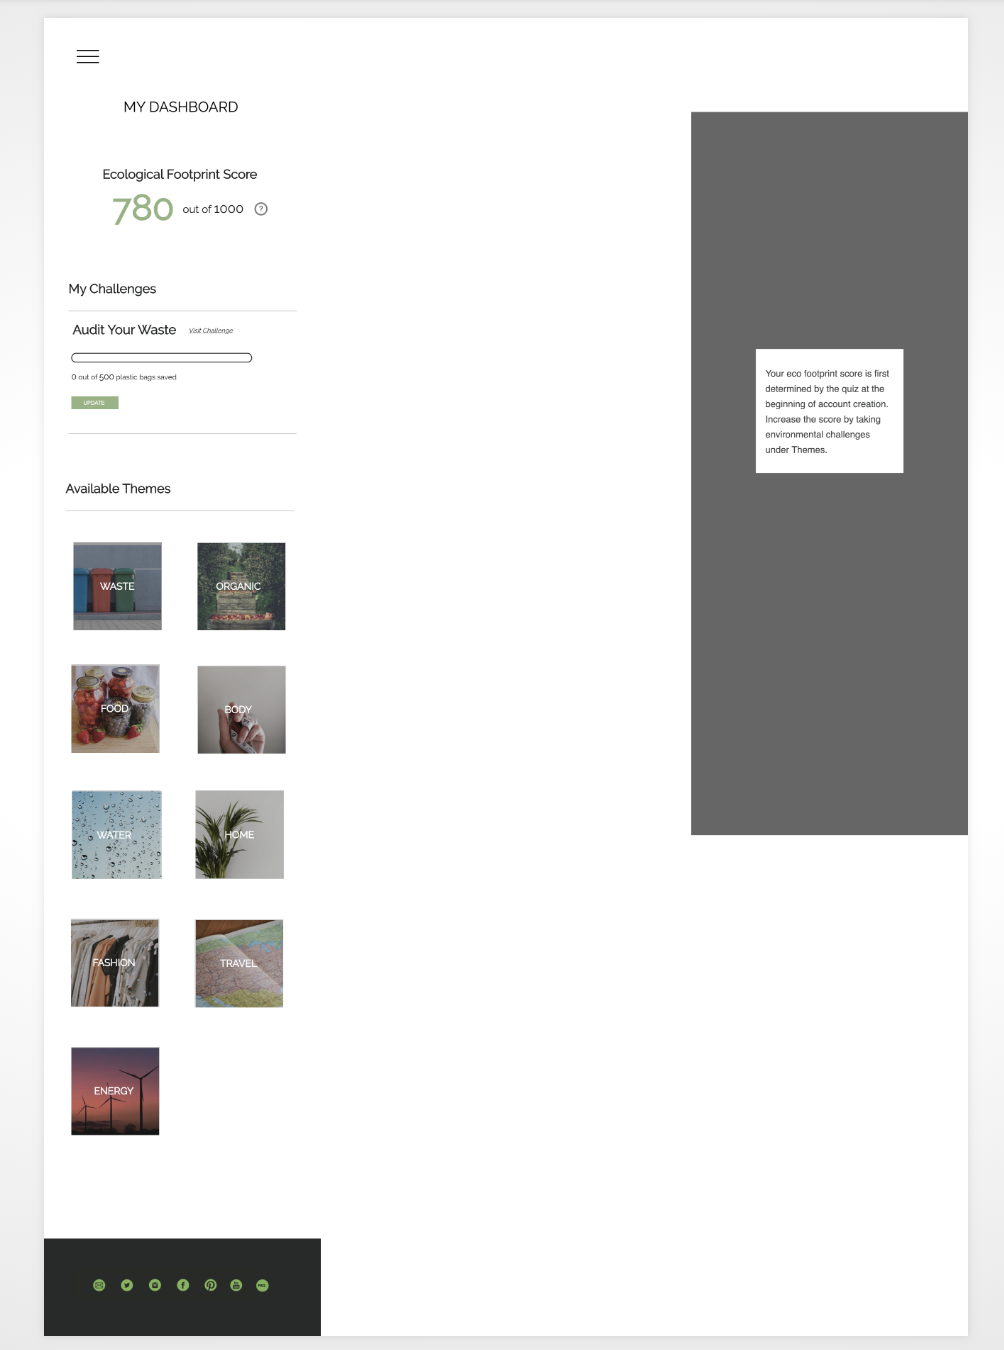 MY DASHBOARD
Ecological Footprint Score
780 out of 1000 ?
My Challenges
Audit Your Waste Visit Challenge
0 out of 500 plastic bags saved
UPDATE
Available Themes
WASTE
ORGANIC
FOOD
BODY
WATER
HOME
FASHION
TRAVEL
ENERGY
Your eco footprint score is first
determined by the quiz at the
beginning of account creation.
Increase the score by taking
environmental challenges
under Themes.